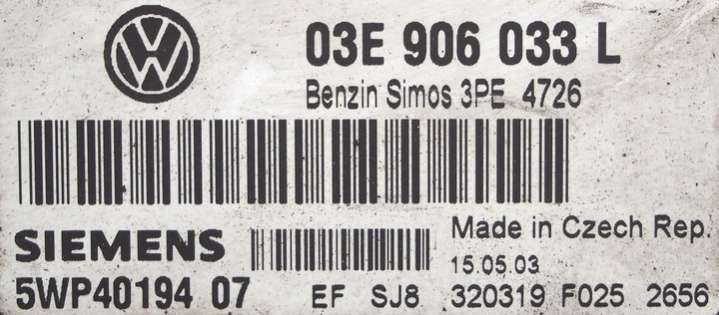 VW
03E 906 033 L
Benzin Simos 3PE 4726
SIEMENS
Made in Czech Rep.
15.05.03
5WP40194 07
EF SJ8 320319 F025 2656